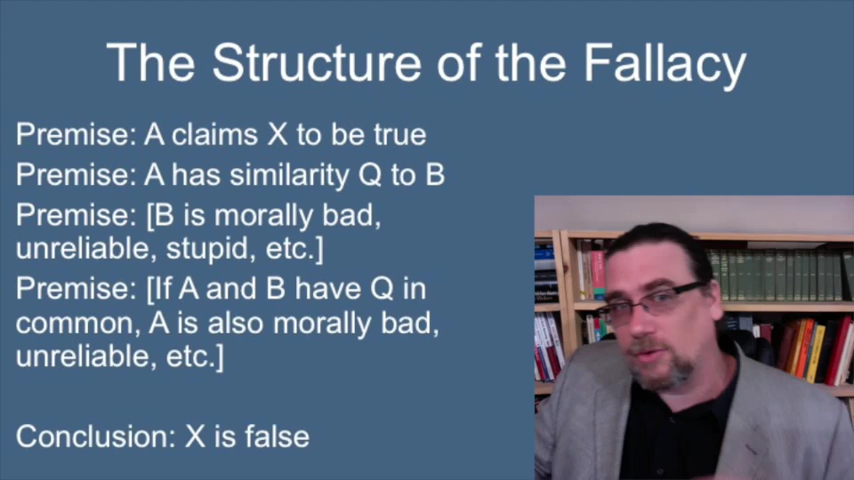 The Structure of the Fallacy
Premise: A claims X to be true
Premise: A has similarity Q to B
Premise: [B is morally bad,
unreliable, stupid, etc.]
Premise: [If A and B have Q in
common, A is also morally bad,
unreliable, etc.]
Conclusion: X is false